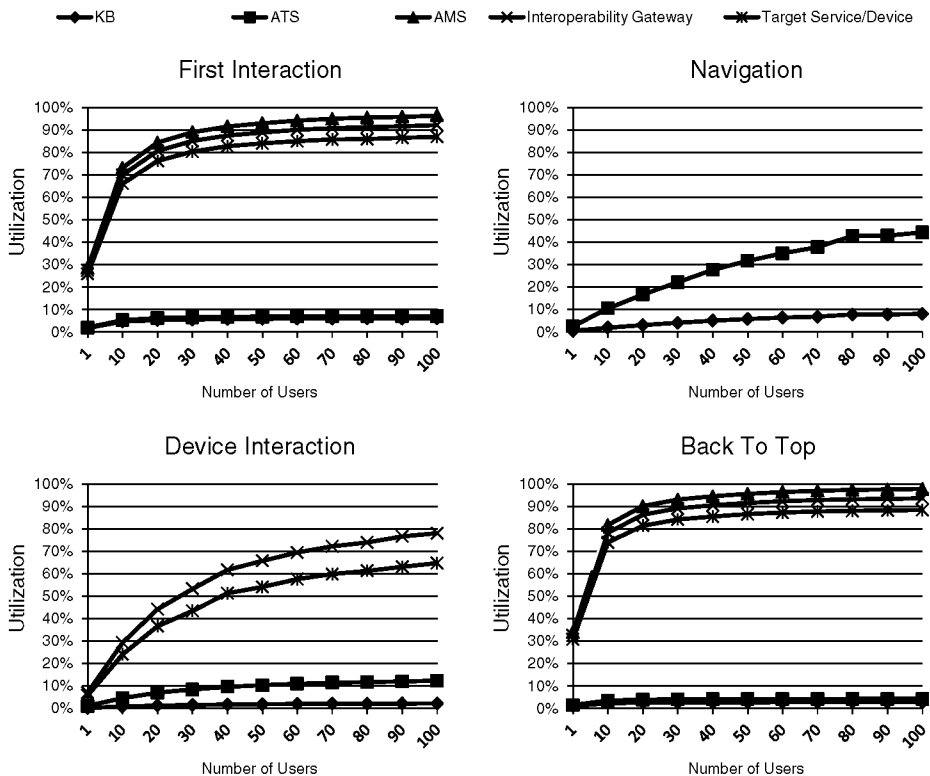 KB ATS AMS Interoperability Gateway Target Service/Device
First Interaction
100%
90%
80%
70%
60%
50%
40%
30%
20%
10%
0%
Utilization
1 10 20 30 40 50 60 70 80 90 100
Number of Users
Navigation
100%
90%
80%
70%
60%
50%
40%
30%
20%
10%
0%
Utilization
1 10 20 30 40 50 60 70 80 90 100
Number of Users
Device Interaction
100%
90%
80%
70%
60%
50%
40%
30%
20%
10%
0%
Utilization
1 10 20 30 40 50 60 70 80 90 100
Number of Users
Back To Top
100%
90%
80%
70%
60%
50%
40%
30%
20%
10%
0%
Utilization
1 10 20 30 40 50 60 70 80 90 100
Number of Users